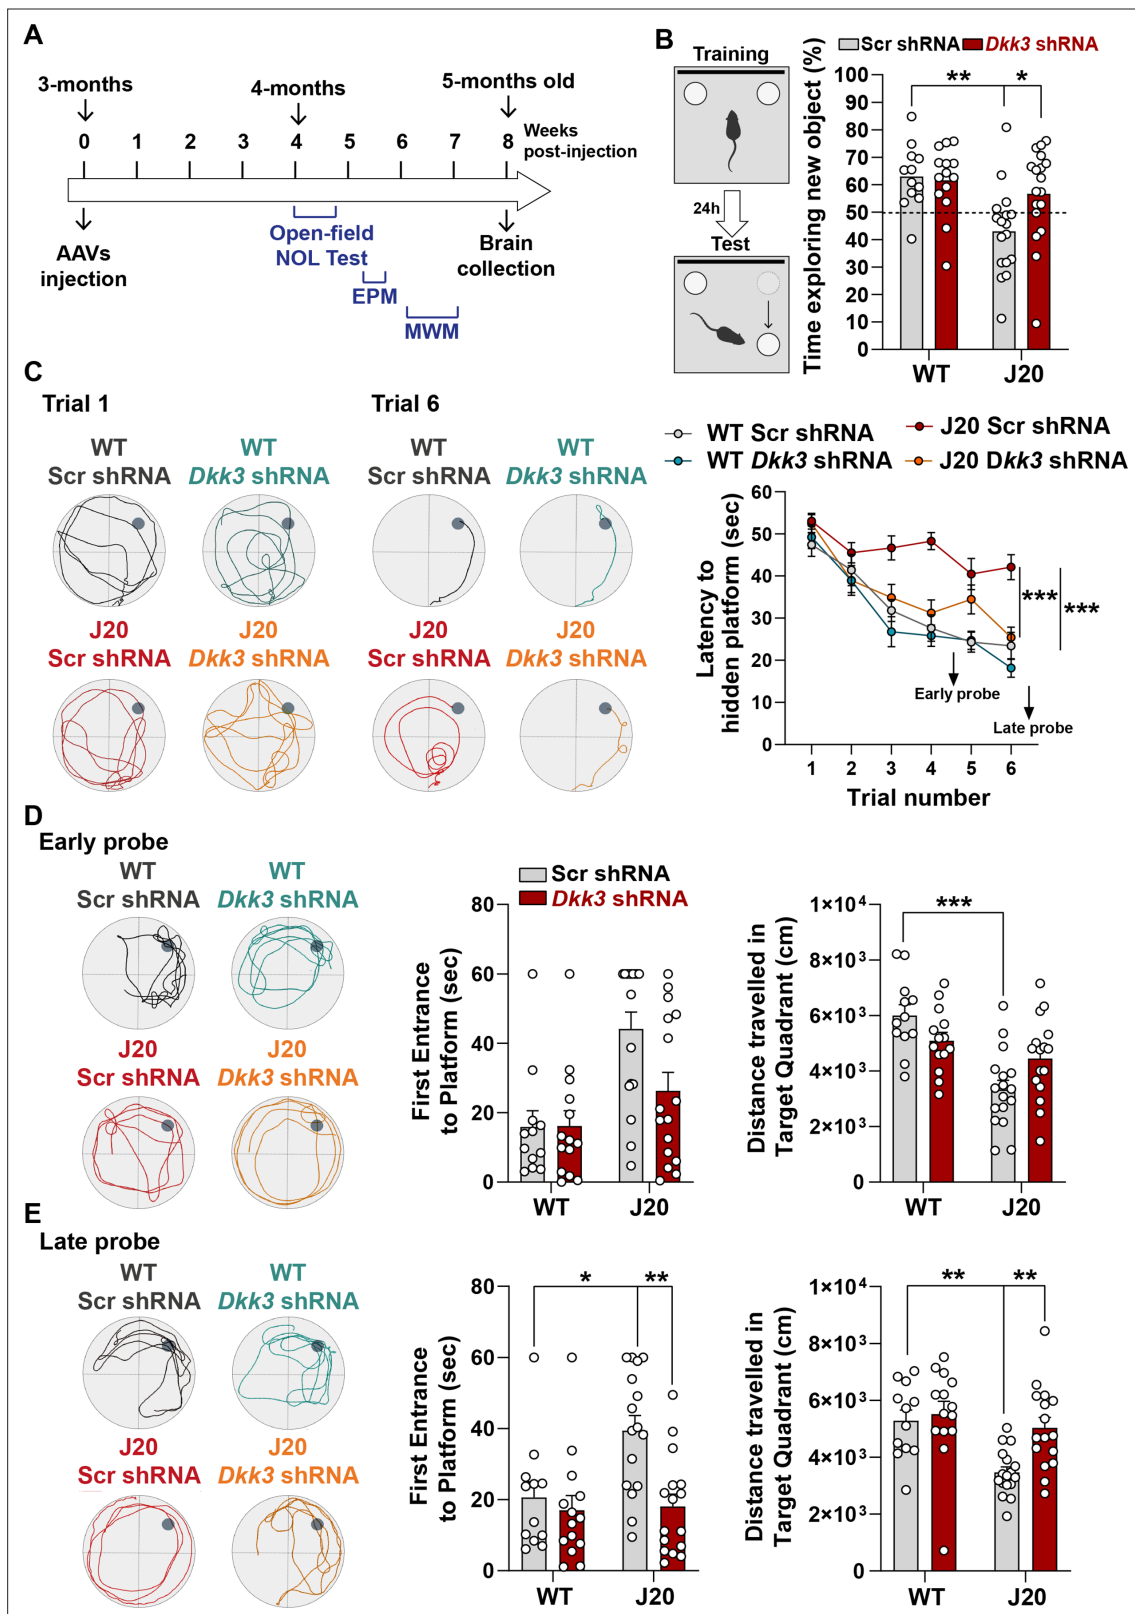 A
3-months
4-months
5-months old
0 1 2 3 4 5 6 7 8 Weeks post-injection
AAVs injection
Open-field
NOL Test
EPM
MWM
Brain collection
B
Training
24h
Test
Scr shRNA Dkk3 shRNA
Time exploring new object (%)
100
90
80
70
60
50
40
30
20
10
0
** *
WT J20
C
Trial 1 Trial 6
WT Scr shRNA
WT Dkk3 shRNA
WT Scr shRNA
WT Dkk3 shRNA
J20 Scr shRNA
J20 Dkk3 shRNA
J20 Scr shRNA
J20 Dkk3 shRNA
WT Scr shRNA J20 Scr shRNA
WT Dkk3 shRNA J20 Dkk3 shRNA
Latency to hidden platform (sec)
60
50
40
30
20
10
0
*** ***
Early probe
Late probe
1 2 3 4 5 6
Trial number
D
Early probe
WT Scr shRNA
WT Dkk3 shRNA
J20 Scr shRNA
J20 Dkk3 shRNA
Scr shRNA
Dkk3 shRNA
First Entrance to Platform (sec)
80
60
40
20
0
WT J20
Distance travelled in Target Quadrant (cm)
1×10⁴
8×10³
6×10³
4×10³
2×10³
0
***
WT J20
E
Late probe
WT Scr shRNA
WT Dkk3 shRNA
J20 Scr shRNA
J20 Dkk3 shRNA
First Entrance to Platform (sec)
80
60
40
20
0
* **
WT J20
Distance travelled in Target Quadrant (cm)
1×10⁴
8×10³
6×10³
4×10³
2×10³
0
** **
WT J20